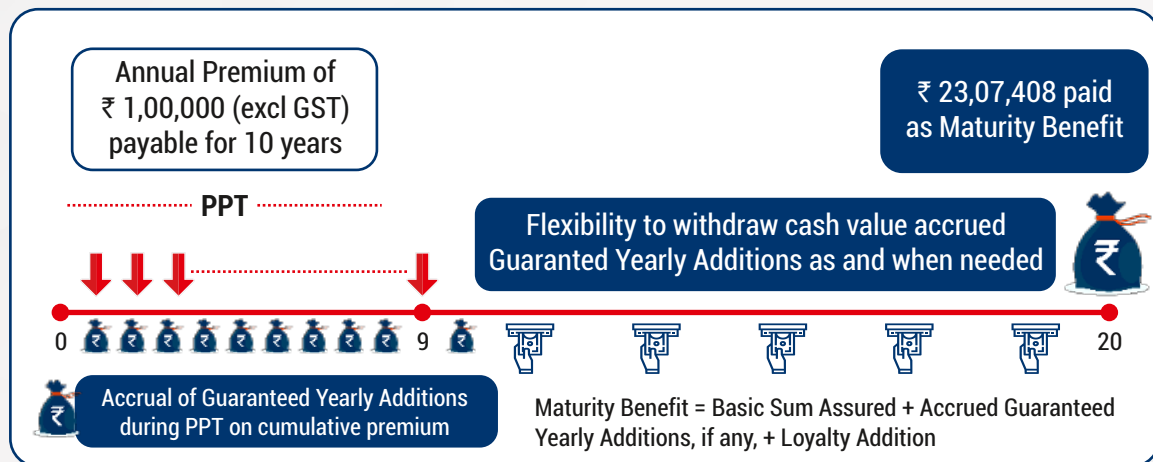 Annual Premium of
₹ 1,00,000 (excl GST)
payable for 10 years
₹ 23,07,408 paid
as Maturity Benefit
PPT
Flexibility to withdraw cash value accrued
Guaranted Yearly Additions as and when needed
0
9
20
Accrual of Guaranteed Yearly Additions
during PPT on cumulative premium
Maturity Benefit = Basic Sum Assured + Accrued Guaranteed
Yearly Additions, if any, + Loyalty Addition